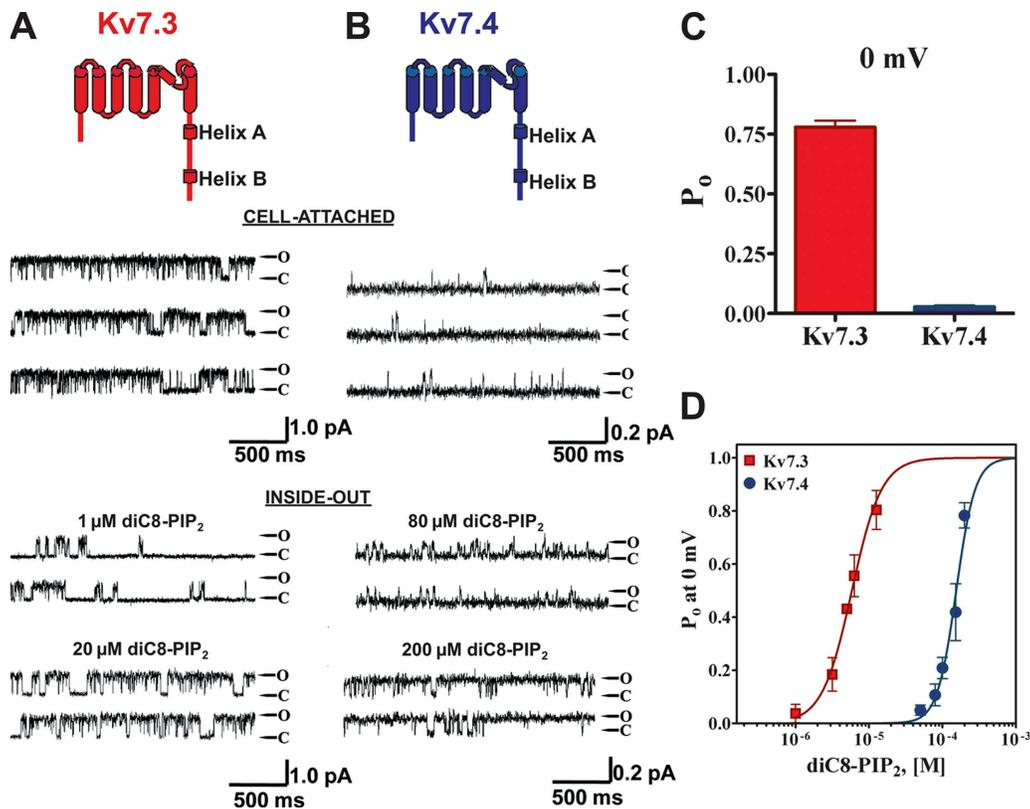 A
Kv7.3
Helix A
Helix B
B
Kv7.4
Helix A
Helix B
CELL-ATTACHED
O
C
O
C
O
C
1.0 pA
500 ms
O
C
0.2 pA
500 ms
INSIDE-OUT
1 µM diC8-PIP2
O
C
O
C
20 µM diC8-PIP2
O
C
O
C
1.0 pA
500 ms
80 µM diC8-PIP2
O
C
O
C
200 µM diC8-PIP2
O
C
O
C
0.2 pA
500 ms
C
0 mV
Po
1.00
0.75
0.50
0.25
0.00
Kv7.3 Kv7.4
D
Kv7.3
Kv7.4
Po at 0 mV
1.0
0.8
0.6
0.4
0.2
0.0
10-6 10-5 10-4 10-3
diC8-PIP2, [M]